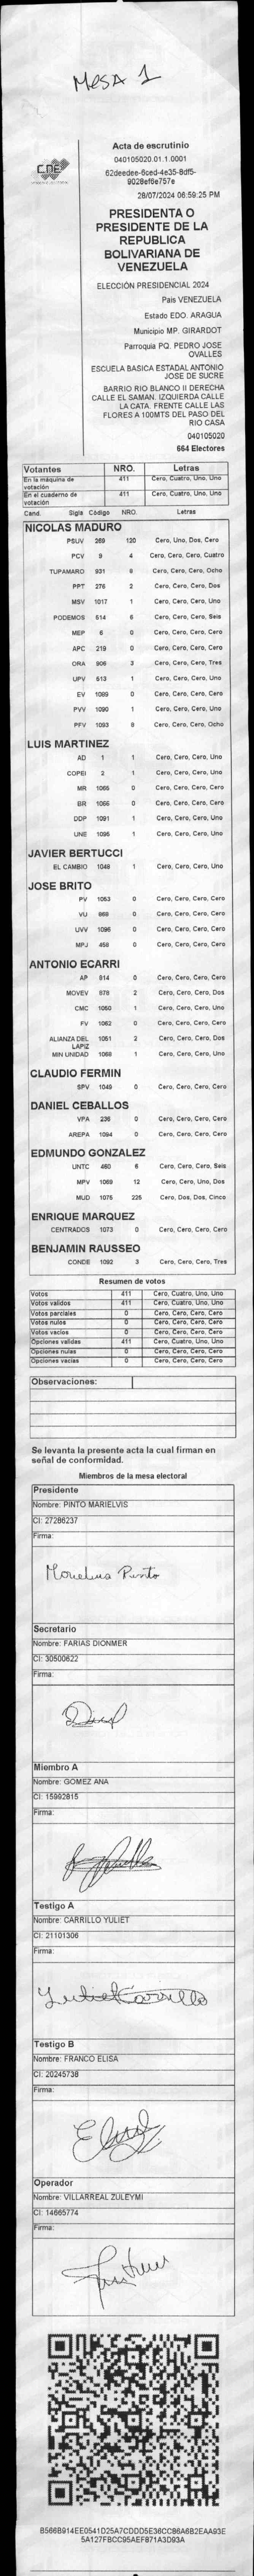 MESA 1
CNE
Acta de escrutinio
040105020.01.1.0001
62deedee-6ced-4e35-8df5-
9028ef6e757e
28/07/2024 06:59:25 PM
PRESIDENTA O
PRESIDENTE DE LA
REPUBLICA
BOLIVARIANA DE
VENEZUELA
ELECCIÓN PRESIDENCIAL 2024
Pais VENEZUELA
Estado EDO. ARAGUA
Municipio MP. GIRARDOT
Parroquia PQ. PEDRO JOSE
OVALLES
ESCUELA BASICA ESTADAL ANTONIO
JOSE DE SUCRE
BARRIO RIO BLANCO II DERECHA
CALLE EL SAMAN. IZQUIERDA CALLE
LA CATA. FRENTE CALLE LAS
FLORES A 100MTS DEL PASO DEL
RIO CASA
040105020
664 Electores
Votantes NRO. Letras
En la máquina de votación 411 Cero, Cuatro, Uno, Uno
En el cuaderno de votación 411 Cero, Cuatro, Uno, Uno
Cand. Sigla Código NRO. Letras
NICOLAS MADURO
PSUV 269 120 Cero, Uno, Dos, Cero
PCV 9 4 Cero, Cero, Cero, Cuatro
TUPAMARO 931 8 Cero, Cero, Cero, Ocho
PPT 276 2 Cero, Cero, Cero, Dos
MSV 1017 1 Cero, Cero, Cero, Uno
PODEMOS 514 6 Cero, Cero, Cero, Seis
MEP 6 0 Cero, Cero, Cero, Cero
APC 219 0 Cero, Cero, Cero, Cero
ORA 906 3 Cero, Cero, Cero, Tres
UPV 513 1 Cero, Cero, Cero, Uno
EV 1089 0 Cero, Cero, Cero, Cero
PVV 1090 1 Cero, Cero, Cero, Uno
PFV 1093 8 Cero, Cero, Cero, Ocho
LUIS MARTINEZ
AD 1 1 Cero, Cero, Cero, Uno
COPEI 2 1 Cero, Cero, Cero, Uno
MR 1065 0 Cero, Cero, Cero, Cero
BR 1066 0 Cero, Cero, Cero, Cero
DDP 1091 1 Cero, Cero, Cero, Uno
UNE 1095 1 Cero, Cero, Cero, Uno
JAVIER BERTUCCI
EL CAMBIO 1048 1 Cero, Cero, Cero, Uno
JOSE BRITO
PV 1053 0 Cero, Cero, Cero, Cero
VU 868 0 Cero, Cero, Cero, Cero
UVV 1096 0 Cero, Cero, Cero, Cero
MPJ 458 0 Cero, Cero, Cero, Cero
ANTONIO ECARRI
AP 914 0 Cero, Cero, Cero, Cero
MOVEV 878 2 Cero, Cero, Cero, Dos
CMC 1050 1 Cero, Cero, Cero, Uno
FV 1062 0 Cero, Cero, Cero, Cero
ALIANZA DEL LAPIZ 1051 2 Cero, Cero, Cero, Dos
MIN UNIDAD 1068 1 Cero, Cero, Cero, Uno
CLAUDIO FERMIN
SPV 1049 0 Cero, Cero, Cero, Cero
DANIEL CEBALLOS
VPA 236 0 Cero, Cero, Cero, Cero
AREPA 1094 0 Cero, Cero, Cero, Cero
EDMUNDO GONZALEZ
UNTC 460 6 Cero, Cero, Cero, Seis
MPV 1069 12 Cero, Cero, Uno, Dos
MUD 1075 225 Cero, Dos, Dos, Cinco
ENRIQUE MARQUEZ
CENTRADOS 1073 0 Cero, Cero, Cero, Cero
BENJAMIN RAUSSEO
CONDE 1092 3 Cero, Cero, Cero, Tres
Resumen de votos
Votos 411 Cero, Cuatro, Uno, Uno
Votos validos 411 Cero, Cuatro, Uno, Uno
Votos parciales 0 Cero, Cero, Cero, Cero
Votos nulos 0 Cero, Cero, Cero, Cero
Votos vacios 0 Cero, Cero, Cero, Cero
Opciones validas 411 Cero, Cuatro, Uno, Uno
Opciones nulas 0 Cero, Cero, Cero, Cero
Opciones vacias 0 Cero, Cero, Cero, Cero
Observaciones:
Se levanta la presente acta la cual firman en
señal de conformidad.
Miembros de la mesa electoral
Presidente
Nombre: PINTO MARIELVIS
CI: 27286237
Firma:
Pinto
Secretario
Nombre: FARIAS DIONMER
CI: 30500622
Firma:
Miembro A
Nombre: GOMEZ ANA
CI: 15992815
Firma:
Testigo A
Nombre: CARRILLO YULIET
CI: 21101306
Firma:
Yuliet Carrillo
Testigo B
Nombre: FRANCO ELISA
CI: 20245738
Firma:
Operador
Nombre: VILLARREAL ZULEYMI
CI: 14665774
Firma:
B566B914EE0541D25A7CDDD5E36CC86A6B2EAA93E
5A127FBCC95AEF871A3D93A